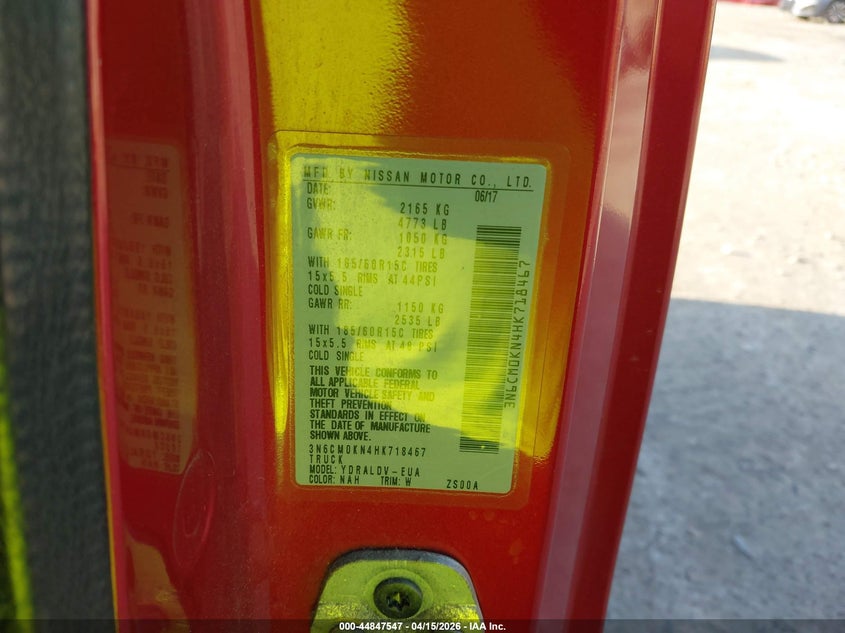 MFD. BY NISSAN MOTOR CO., LTD.
DATE: 06/17
GVWR: 2165 KG
4773 LB
GAWR FR: 1050 KG
2315 LB
WITH 185/60R15C TIRES
15x5.5 RIMS AT 44PSI
COLD SINGLE
GAWR RR: 1150 KG
2535 LB
WITH 185/60R15C TIRES
15x5.5 RIMS AT 48 PSI
COLD SINGLE
THIS VEHICLE CONFORMS TO
ALL APPLICABLE FEDERAL
MOTOR VEHICLE SAFETY AND
THEFT PREVENTION
STANDARDS IN EFFECT ON
THE DATE OF MANUFACTURE
SHOWN ABOVE.
3N6CM0KN4HK718467
TRUCK
MODEL: YDRALDV-EUA
COLOR: NAH TRIM: W ZS00A
3N6CM0KN4HK718467
000-44847547 - 04/15/2026 - IAA Inc.